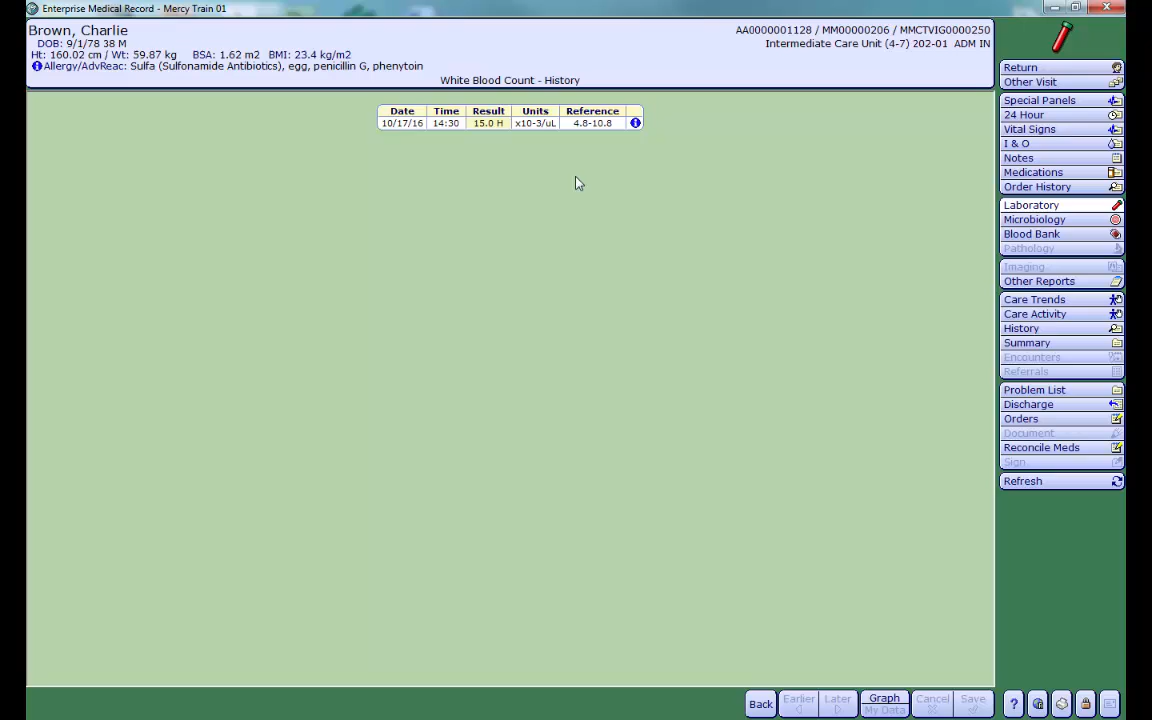 Enterprise Medical Record - Mercy Train 01
Brown, Charlie
DOB: 9/1/78 38 M
Ht: 160.02 cm / Wt: 59.87 kg BSA: 1.62 m2 BMI: 23.4 kg/m2
Allergy/AdvReac: Sulfa (Sulfonamide Antibiotics), egg, penicillin G, phenytoin
AA0000001128 / MM00000206 / MMCTVIG0000250
Intermediate Care Unit (4-7) 202-01 ADM IN
White Blood Count - History
Date Time Result Units Reference
10/17/16 14:30 15.0 H x10-3/uL 4.8-10.8
Return
Other Visit
Special Panels
24 Hour
Vital Signs
I & O
Notes
Medications
Order History
Laboratory
Microbiology
Blood Bank
Pathology
Imaging
Other Reports
Care Trends
Care Activity
History
Summary
Encounters
Referrals
Problem List
Discharge
Orders
Document
Reconcile Meds
Sign
Refresh
Back
Earlier
Later
Graph
My Data
Cancel
Save
?